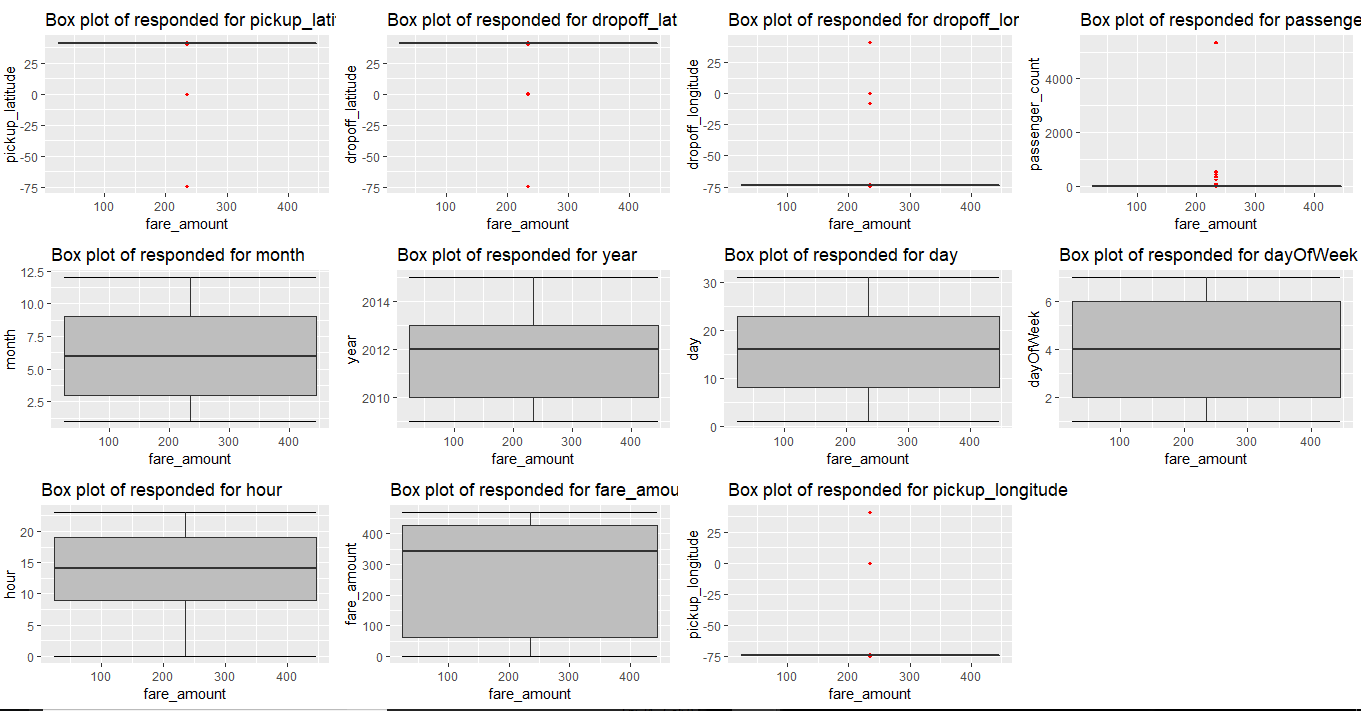 Box plot of responded for pickup_lati
pickup_latitude
25
0
-25
-50
-75
100 200 300 400
fare_amount
Box plot of responded for dropoff_lat
dropoff_latitude
25
0
-25
-50
-75
100 200 300 400
fare_amount
Box plot of responded for dropoff_lor
dropoff_longitude
25
0
-25
-50
-75
100 200 300 400
fare_amount
Box plot of responded for passenge
passenger_count
4000
2000
0
100 200 300 400
fare_amount
Box plot of responded for month
month
12.5
10.0
7.5
5.0
2.5
100 200 300 400
fare_amount
Box plot of responded for year
year
2014
2012
2010
100 200 300 400
fare_amount
Box plot of responded for day
day
30
20
10
0
100 200 300 400
fare_amount
Box plot of responded for dayOfWeek
dayOfWeek
6
4
2
100 200 300 400
fare_amount
Box plot of responded for hour
hour
20
15
10
5
0
100 200 300 400
fare_amount
Box plot of responded for fare_amou
fare_amount
400
300
200
100
0
100 200 300 400
fare_amount
Box plot of responded for pickup_longitude
pickup_longitude
25
0
-25
-50
-75
100 200 300 400
fare_amount